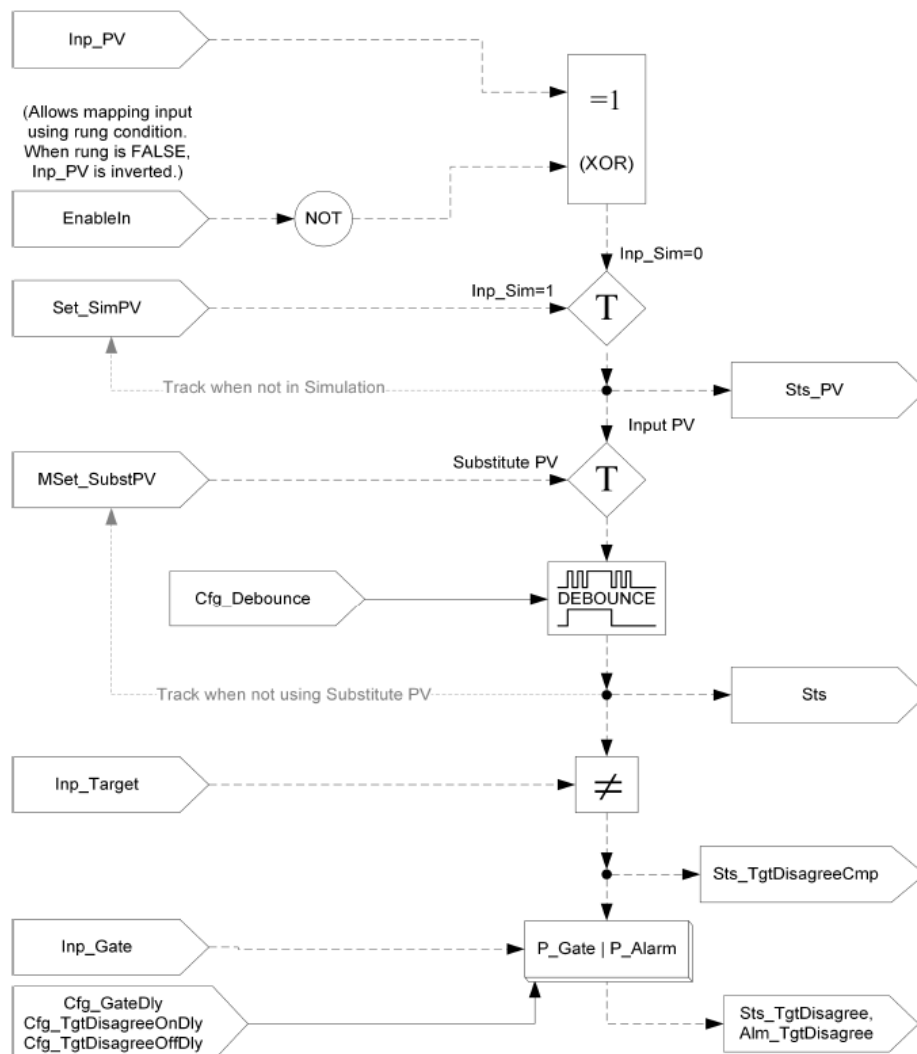 Inp_PV
=1
(Allows mapping input
using rung condition.
When rung is FALSE,
Inp_PV is inverted.)
(XOR)
EnableIn
NOT
Inp_Sim=0
Set_SimPV
Inp_Sim=1
T
Track when not in Simulation
Sts_PV
Input PV
MSet_SubstPV
Substitute PV
T
Cfg_Debounce
DEBOUNCE
Track when not using Substitute PV
Sts
Inp_Target
≠
Sts_TgtDisagreeCmp
Inp_Gate
P_Gate | P_Alarm
Cfg_GateDly
Cfg_TgtDisagreeOnDly
Cfg_TgtDisagreeOffDly
Sts_TgtDisagree,
Alm_TgtDisagree